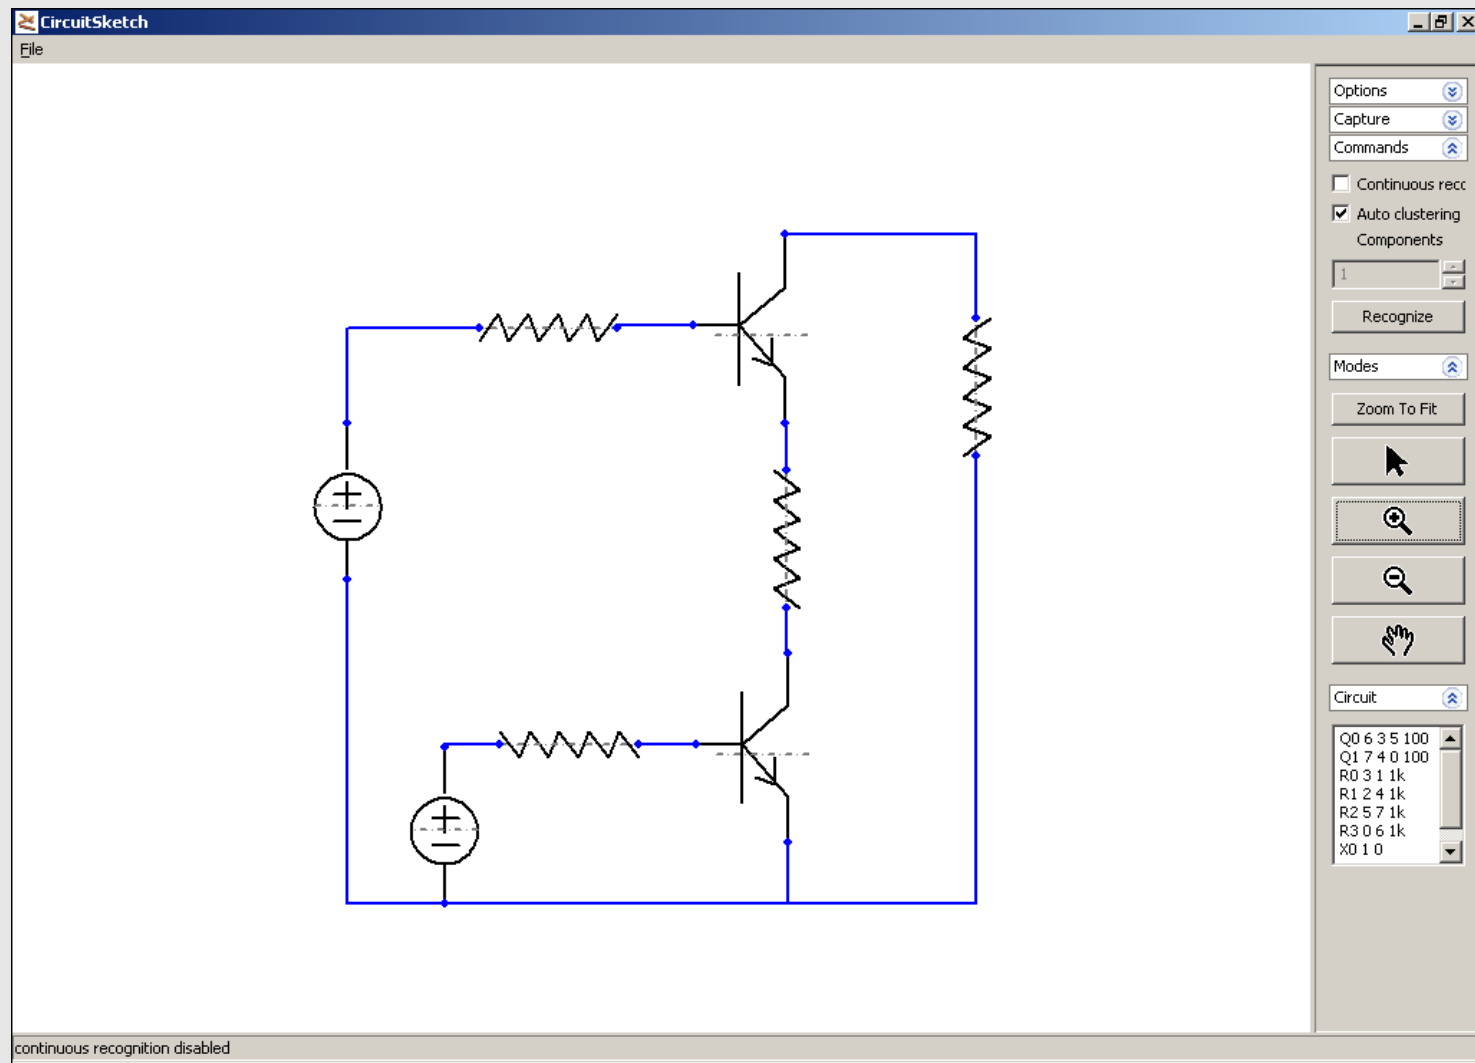 CircuitSketch
File
Options
Capture
Commands
Continuous recc
Auto clustering
Components
1
Recognize
Modes
Zoom To Fit
Circuit
Q0 6 3 5 100
Q1 7 4 0 100
R0 3 1 1k
R1 2 4 1k
R2 5 7 1k
R3 0 6 1k
X0 1 0
continuous recognition disabled